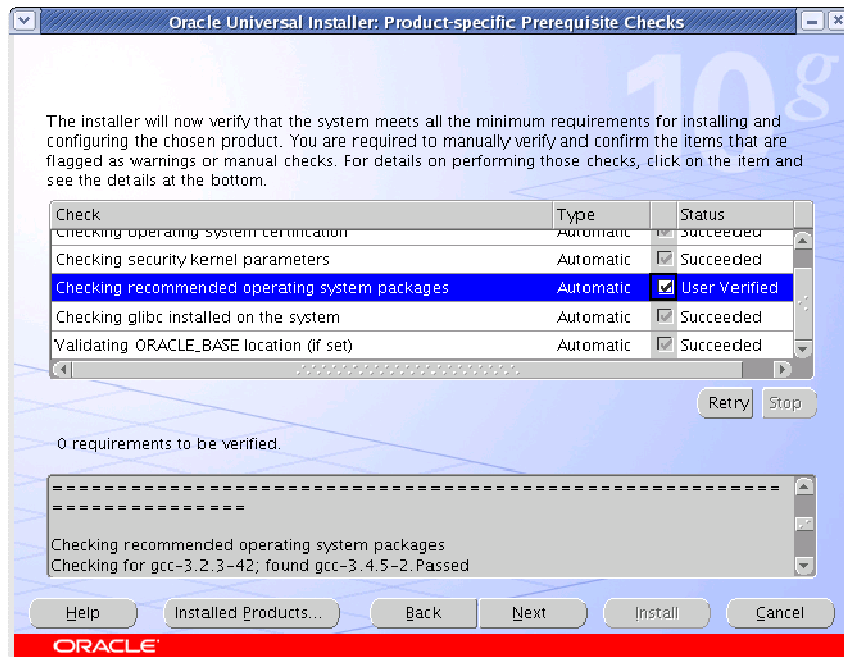 Oracle Universal Installer: Product-specific Prerequisite Checks
10g
The installer will now verify that the system meets all the minimum requirements for installing and
configuring the chosen product. You are required to manually verify and confirm the items that are
flagged as warnings or manual checks. For details on performing those checks, click on the item and
see the details at the bottom.
Check Type Status
Checking operating system certification Automatic Succeeded
Checking security kernel parameters Automatic Succeeded
Checking recommended operating system packages Automatic User Verified
Checking glibc installed on the system Automatic Succeeded
Validating ORACLE_BASE location (if set) Automatic Succeeded
Retry Stop
0 requirements to be verified.
========================================================
===============
Checking recommended operating system packages
Checking for gcc-3.2.3-42; found gcc-3.4.5-2. Passed
Help Installed Products... Back Next Install Cancel
ORACLE